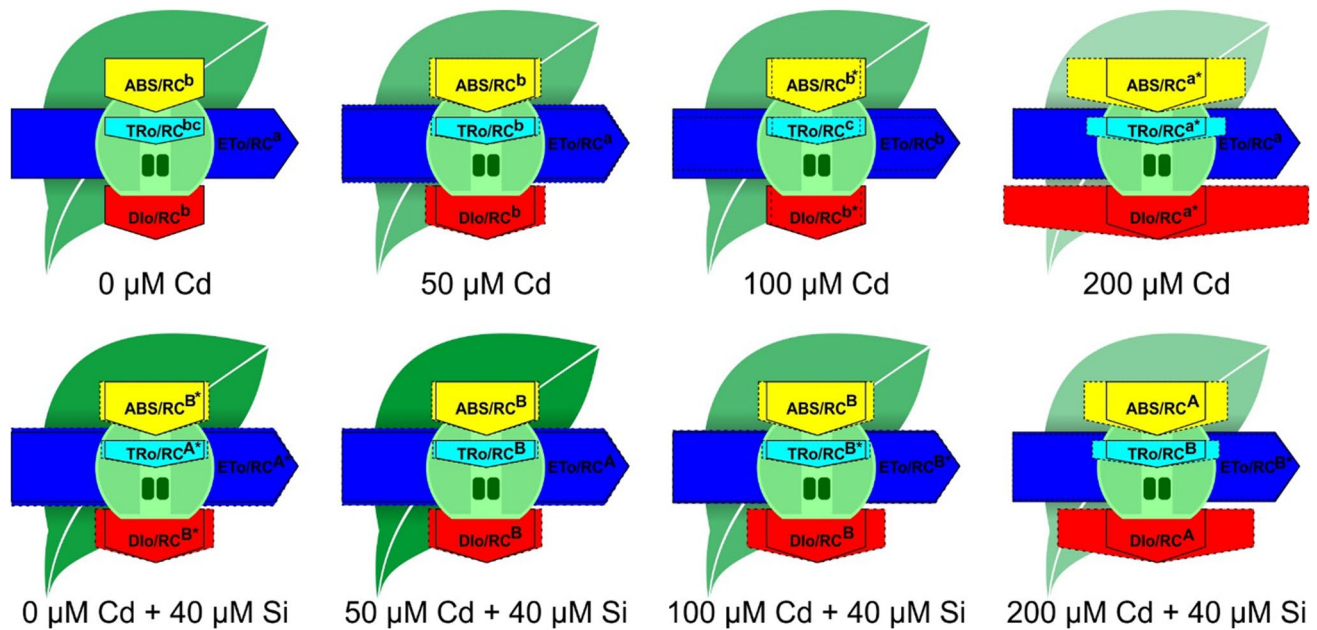 ABS/RCb
TRo/RCbc
ETo/RCa
DIo/RCb
0 µM Cd
ABS/RCb
TRo/RCb
ETo/RCa
DIo/RCb
50 µM Cd
ABS/RCb*
TRo/RCc
ETo/RCb
DIo/RCb*
100 µM Cd
ABS/RCa*
TRo/RCa*
ETo/RCa
DIo/RCa*
200 µM Cd
ABS/RCB*
TRo/RCA*
ETo/RCA*
DIo/RCB*
0 µM Cd + 40 µM Si
ABS/RCB
TRo/RCB
ETo/RCA
DIo/RCB
50 µM Cd + 40 µM Si
ABS/RCB
TRo/RCB*
ETo/RCB*
DIo/RCB
100 µM Cd + 40 µM Si
ABS/RCA
TRo/RCB
ETo/RCB*
DIo/RCA
200 µM Cd + 40 µM Si